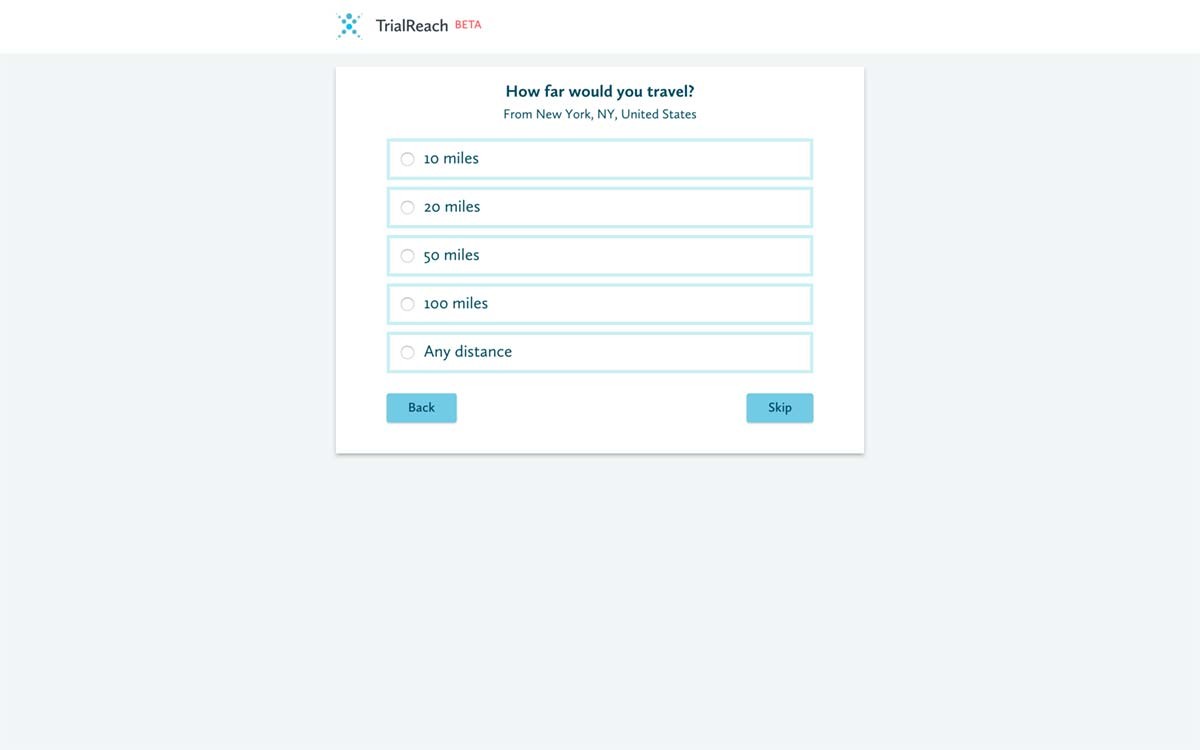 TrialReach BETA
How far would you travel?
From New York, NY, United States
10 miles
20 miles
50 miles
100 miles
Any distance
Back
Skip